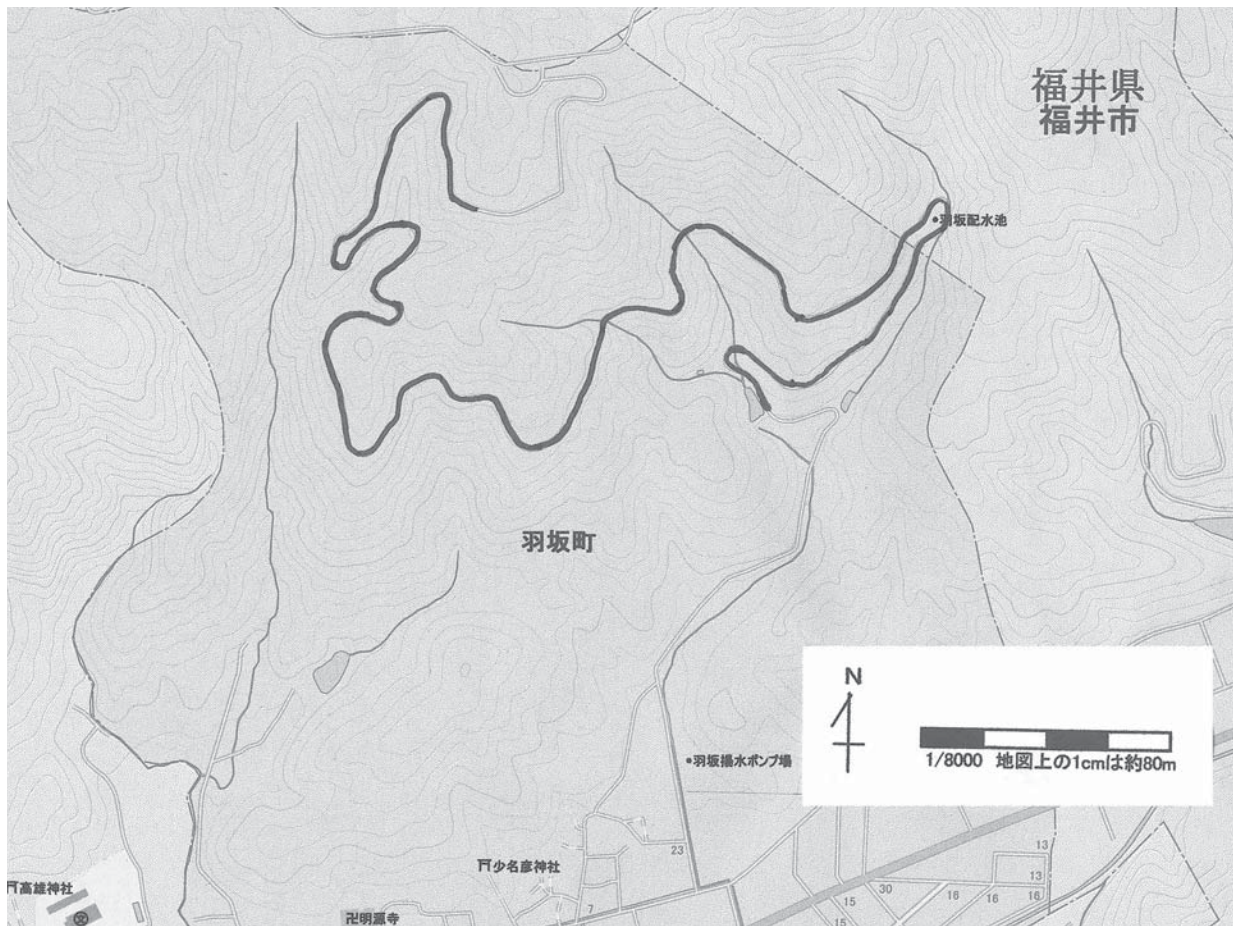 福井県
福井市
羽坂配水池
羽坂町
N
1/8000 地図上の1cmは約80m
羽坂揚水ポンプ場
23
13
13
16
16
16
30
15
15
7
少名彦神社
高雄神社
卍明源寺
文